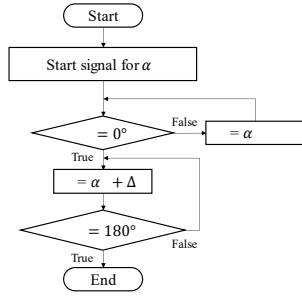 Start
Start signal for α
= 0°
False
= α
True
= α + Δ
= 180°
False
True
End